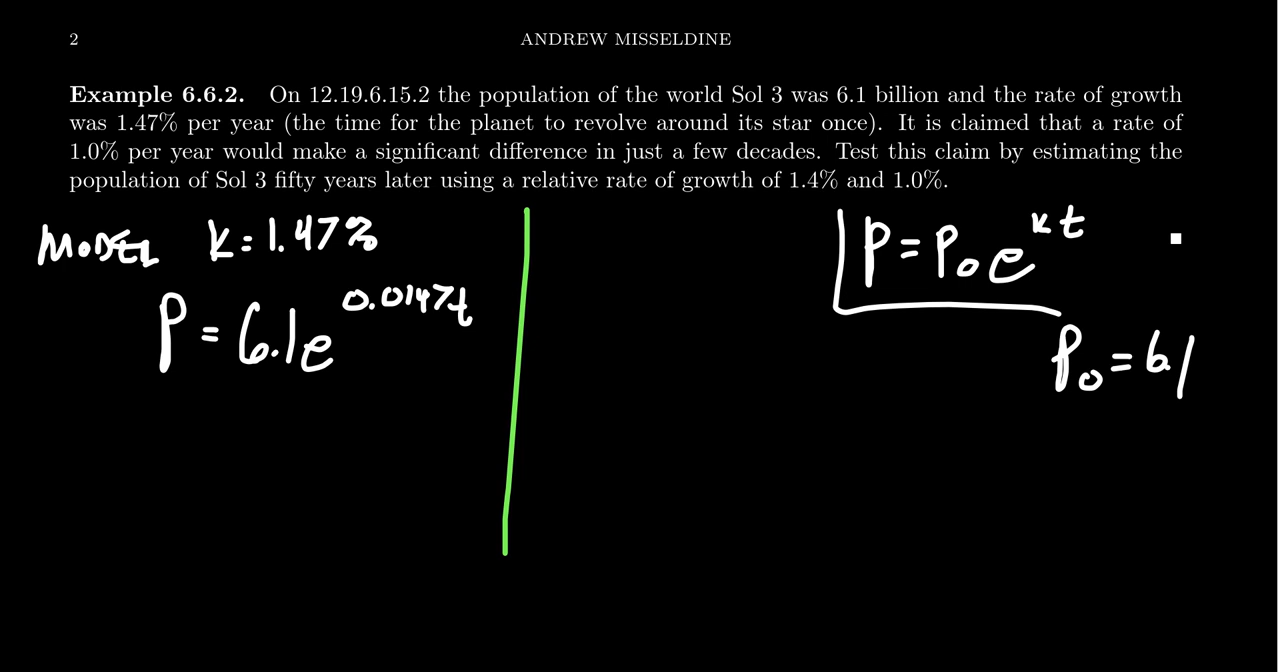 2
ANDREW MISSELDINE
Example 6.6.2. On 12.19.6.15.2 the population of the world Sol 3 was 6.1 billion and the rate of growth
was 1.47% per year (the time for the planet to revolve around its star once). It is claimed that a rate of
1.0% per year would make a significant difference in just a few decades. Test this claim by estimating the
population of Sol 3 fifty years later using a relative rate of growth of 1.4% and 1.0%.
MODEL K = 1.47%
P = 6.1e^0.0147t
P = P₀e^kt
P₀ = 6.1